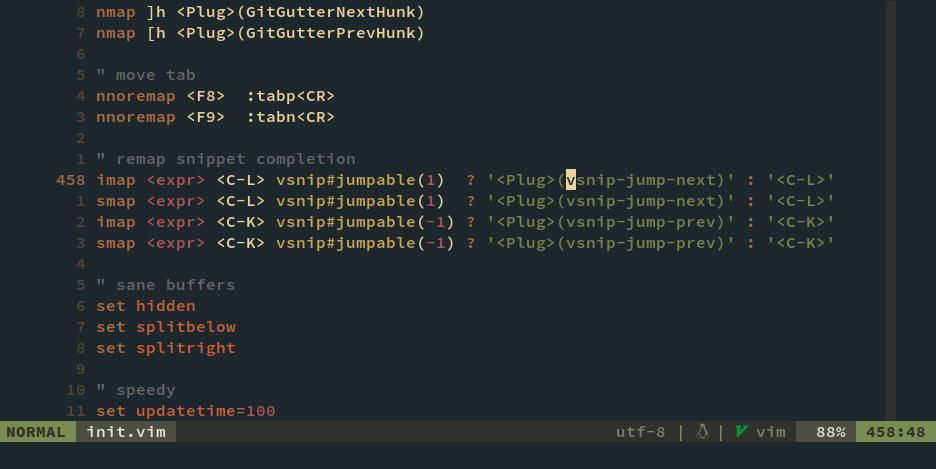 8 nmap ]h <Plug>(GitGutterNextHunk)
7 nmap [h <Plug>(GitGutterPrevHunk)
6
5 " move tab
4 nnoremap <F8>  :tabp<CR>
3 nnoremap <F9>  :tabn<CR>
2
1 " remap snippet completion
458 imap <expr> <C-L> vsnip#jumpable(1)  ? '<Plug>(vsnip-jump-next)' : '<C-L>'
1 smap <expr> <C-L> vsnip#jumpable(1)  ? '<Plug>(vsnip-jump-next)' : '<C-L>'
2 imap <expr> <C-K> vsnip#jumpable(-1) ? '<Plug>(vsnip-jump-prev)' : '<C-K>'
3 smap <expr> <C-K> vsnip#jumpable(-1) ? '<Plug>(vsnip-jump-prev)' : '<C-K>'
4
5 " sane buffers
6 set hidden
7 set splitbelow
8 set splitright
9
10 " speedy
11 set updatetime=100
NORMAL init.vim utf-8 | | vim 88% 458:48